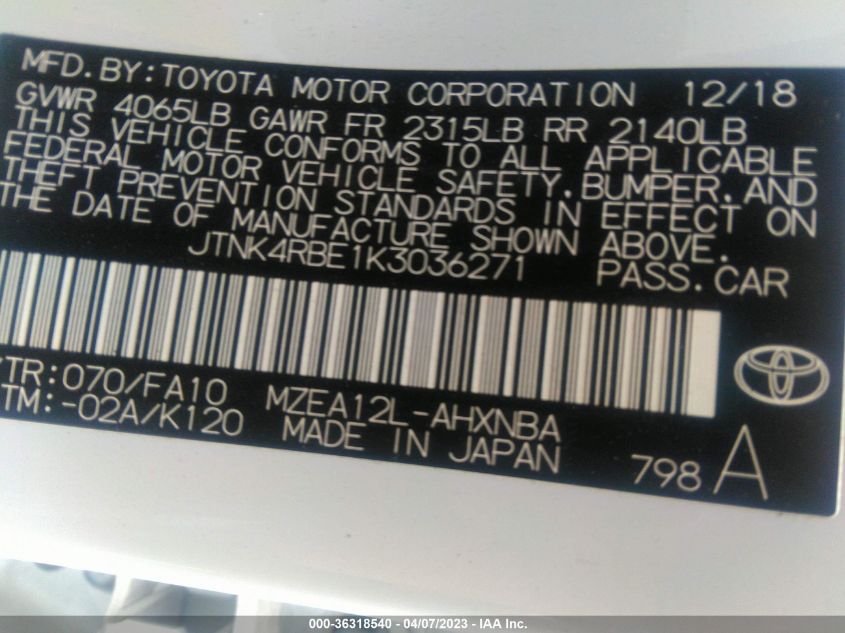 MFD.BY:TOYOTA MOTOR CORPORATION 12/18
GVWR 4065LB GAWR FR 2315LB RR 2140LB
THIS VEHICLE CONFORMS TO ALL APPLICABLE
FEDERAL MOTOR VEHICLE SAFETY.BUMPER.AND
THEFT PREVENTION STANDARDS IN EFFECT ON
THE DATE OF MANUFACTURE SHOWN ABOVE.
JTNK4RBE1K3036271 PASS.CAR
/TR:070/FA10 MZEA12L-AHXNBA
TM:-02A/K120 MADE IN JAPAN 798 A
000-36318540 - 04/07/2023 - IAA Inc.